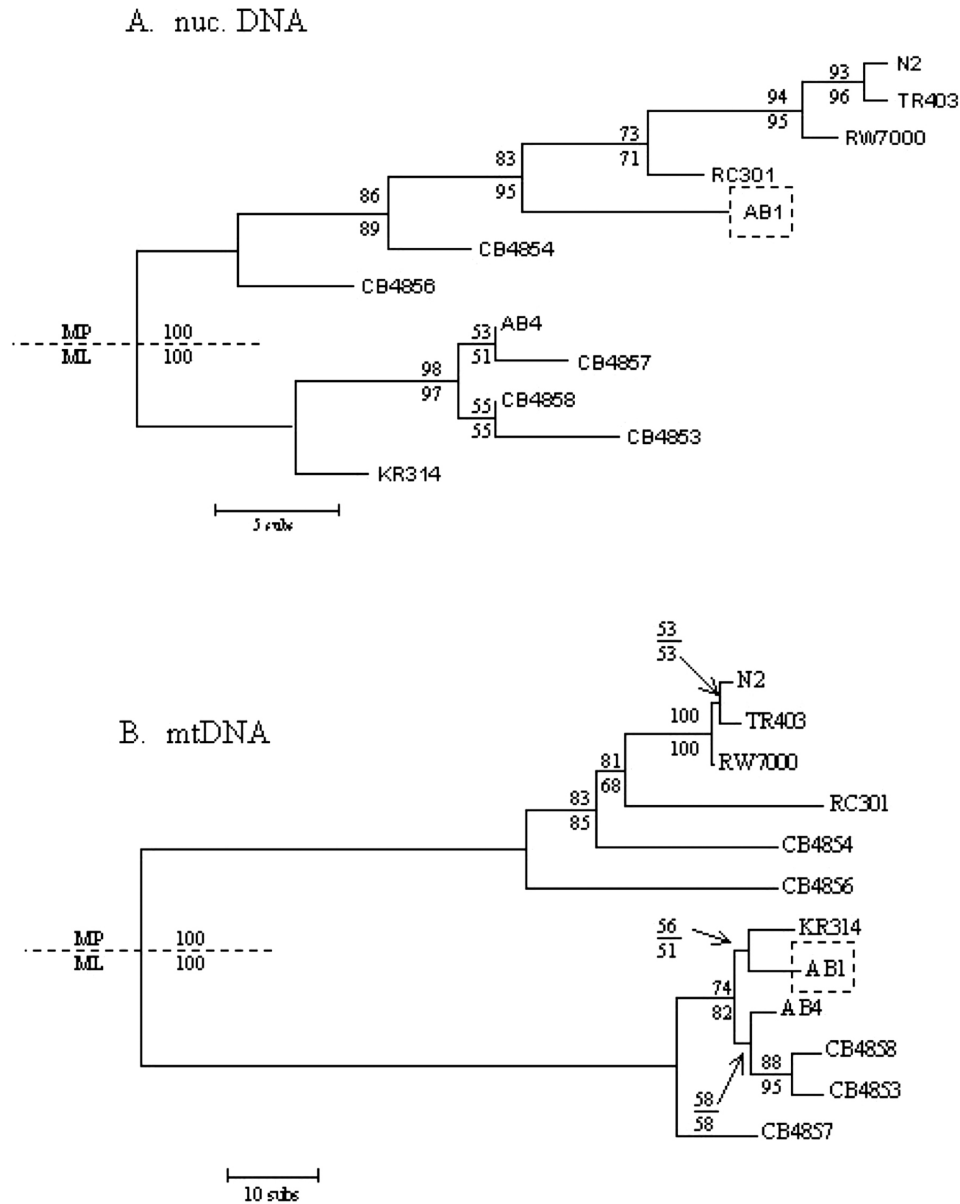 A. nuc. DNA
93
N2
96
TR403
94
95
RW7000
73
71
RC301
83
95
AB1
86
89
CB4854
CB4856
MP 100
ML 100
53
AB4
51
CB4857
98
97
55
CB4858
55
CB4853
KR314
5 subs
B. mtDNA
53
53
N2
TR403
100
100
RW7000
81
68
RC301
83
85
CB4854
CB4856
MP 100
ML 100
56
51
KR314
AB1
74
82
AB4
88
CB4858
95
CB4853
58
58
CB4857
10 subs